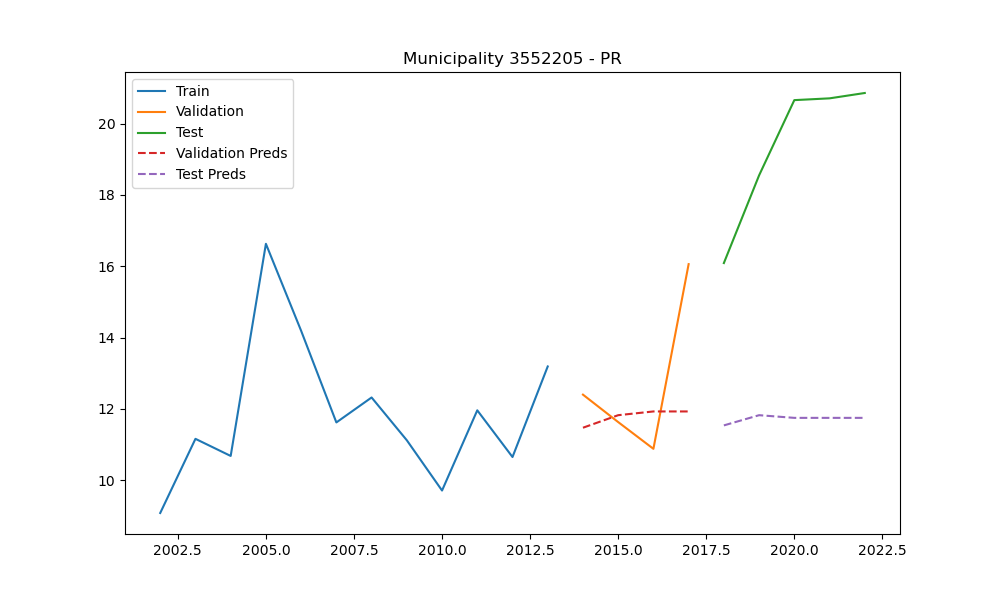 Municipality 3552205 - PR
Train
Validation
Test
Validation Preds
Test Preds
20
18
16
14
12
10
2002.5 2005.0 2007.5 2010.0 2012.5 2015.0 2017.5 2020.0 2022.5